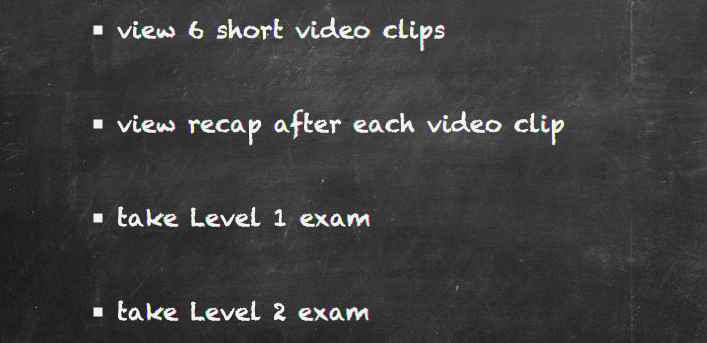 ▪ view 6 short video clips
▪ view recap after each video clip
▪ take Level 1 exam
▪ take Level 2 exam